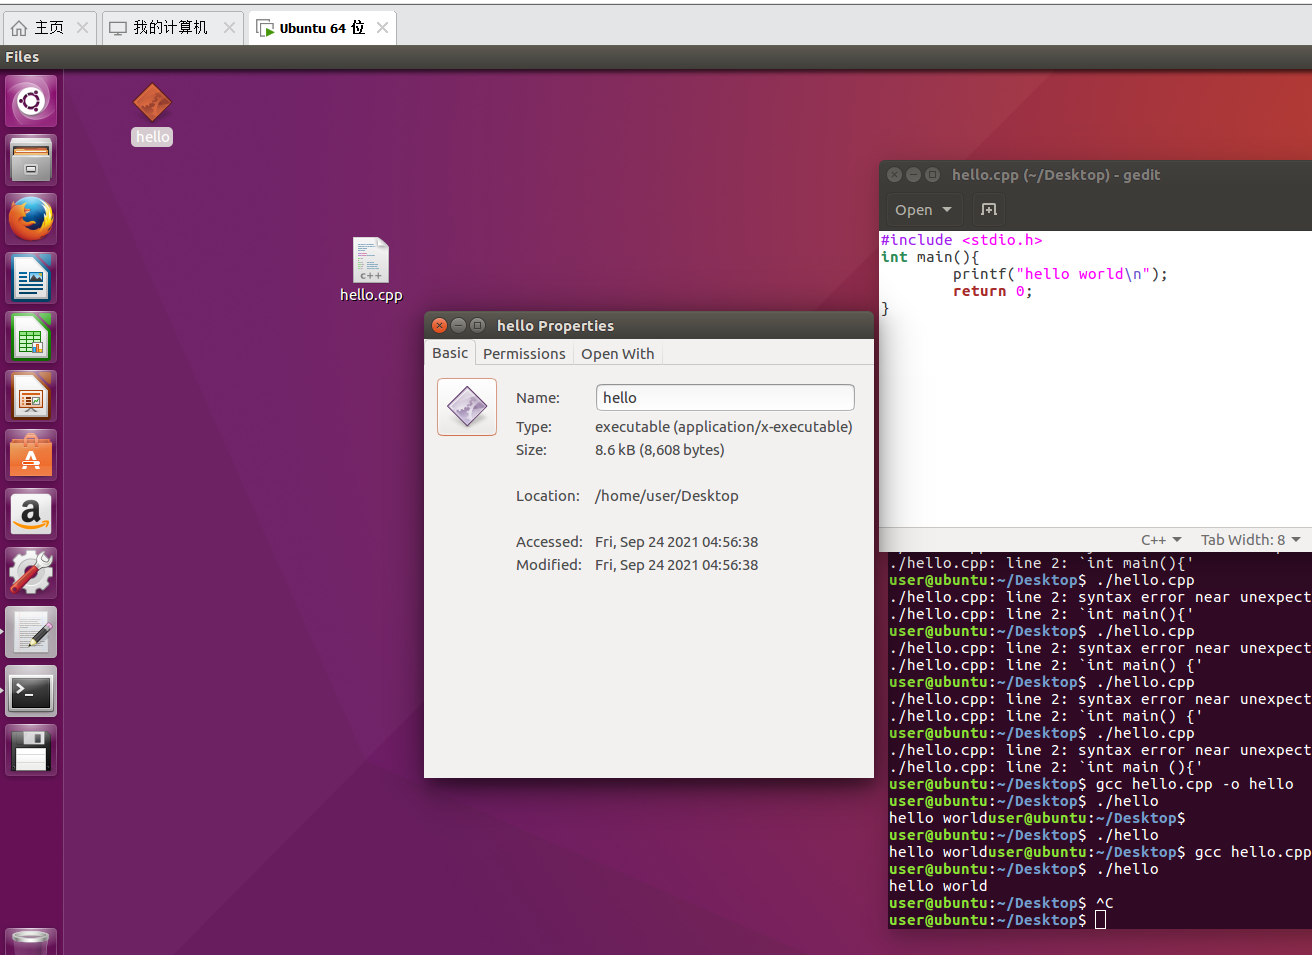 主页
我的计算机
Ubuntu 64 位
Files
hello
hello.cpp
hello.cpp (~/Desktop) - gedit
Open
#include <stdio.h>
int main(){
printf("hello world\n");
return 0;
}
C++
Tab Width: 8
hello Properties
Basic
Permissions
Open With
Name:
hello
Type:
executable (application/x-executable)
Size:
8.6 kB (8,608 bytes)
Location:
/home/user/Desktop
Accessed:
Fri, Sep 24 2021 04:56:38
Modified:
Fri, Sep 24 2021 04:56:38
./hello.cpp: line 2: `int main(){'
user@ubuntu:~/Desktop$ ./hello.cpp
./hello.cpp: line 2: syntax error near unexpect
./hello.cpp: line 2: `int main(){'
user@ubuntu:~/Desktop$ ./hello.cpp
./hello.cpp: line 2: syntax error near unexpect
./hello.cpp: line 2: `int main() {'
user@ubuntu:~/Desktop$ ./hello.cpp
./hello.cpp: line 2: syntax error near unexpect
./hello.cpp: line 2: `int main() {'
user@ubuntu:~/Desktop$ ./hello.cpp
./hello.cpp: line 2: syntax error near unexpect
./hello.cpp: line 2: `int main (){'
user@ubuntu:~/Desktop$ gcc hello.cpp -o hello
user@ubuntu:~/Desktop$ ./hello
hello worlduser@ubuntu:~/Desktop$
user@ubuntu:~/Desktop$ ./hello
hello worlduser@ubuntu:~/Desktop$ gcc hello.cpp
user@ubuntu:~/Desktop$ ./hello
hello world
user@ubuntu:~/Desktop$ ^C
user@ubuntu:~/Desktop$